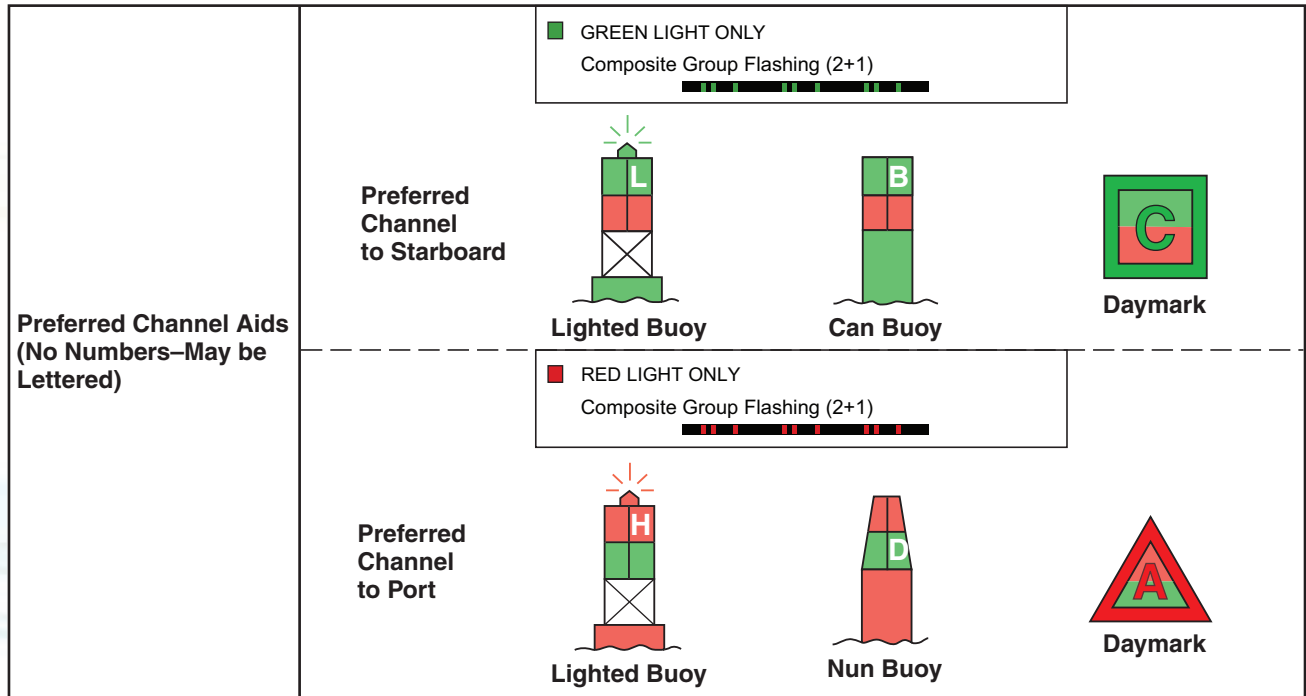 Preferred Channel Aids
(No Numbers–May be
Lettered)
GREEN LIGHT ONLY
Composite Group Flashing (2+1)
Preferred
Channel
to Starboard
L
B
C
Lighted Buoy
Can Buoy
Daymark
RED LIGHT ONLY
Composite Group Flashing (2+1)
Preferred
Channel
to Port
H
D
A
Lighted Buoy
Nun Buoy
Daymark